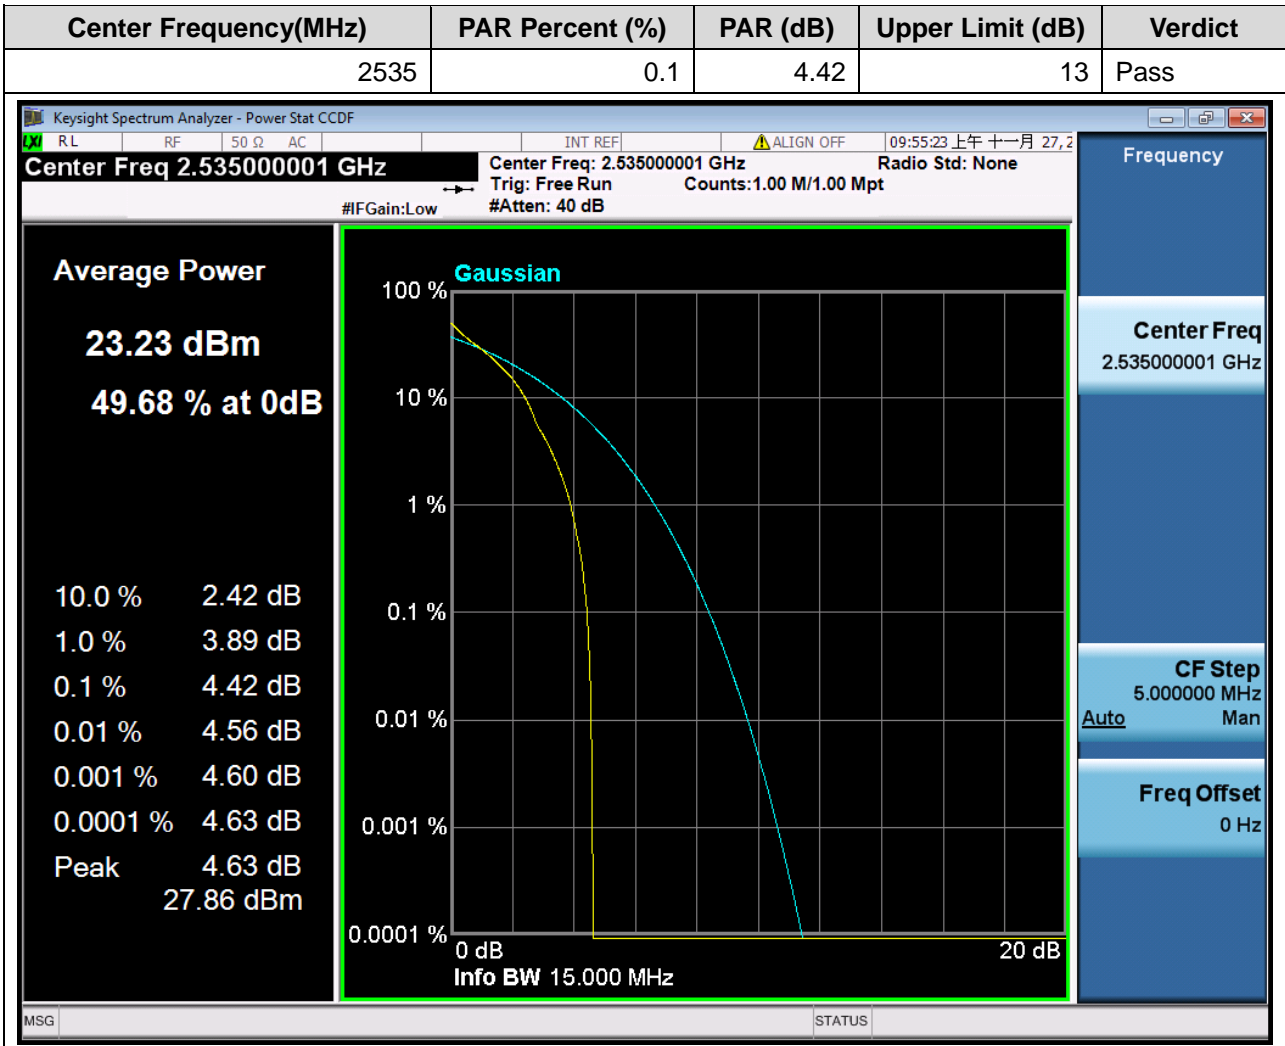 Center Frequency(MHz) PAR Percent (%) PAR (dB) Upper Limit (dB) Verdict
2535 0.1 4.42 13 Pass
Keysight Spectrum Analyzer - Power Stat CCDF
LXI RL RF 50 Ω AC INT REF ALIGN OFF 09:55:23 上午 十一月 27, 2
Center Freq 2.535000001 GHz
Center Freq: 2.535000001 GHz Radio Std: None
Trig: Free Run Counts:1.00 M/1.00 Mpt
#IFGain:Low #Atten: 40 dB
Frequency
Average Power
23.23 dBm
49.68 % at 0dB
10.0 % 2.42 dB
1.0 % 3.89 dB
0.1 % 4.42 dB
0.01 % 4.56 dB
0.001 % 4.60 dB
0.0001 % 4.63 dB
Peak 4.63 dB
27.86 dBm
Gaussian
100 %
10 %
1 %
0.1 %
0.01 %
0.001 %
0.0001 %
0 dB 20 dB
Info BW 15.000 MHz
Center Freq
2.535000001 GHz
CF Step
5.000000 MHz
Auto Man
Freq Offset
0 Hz
MSG STATUS